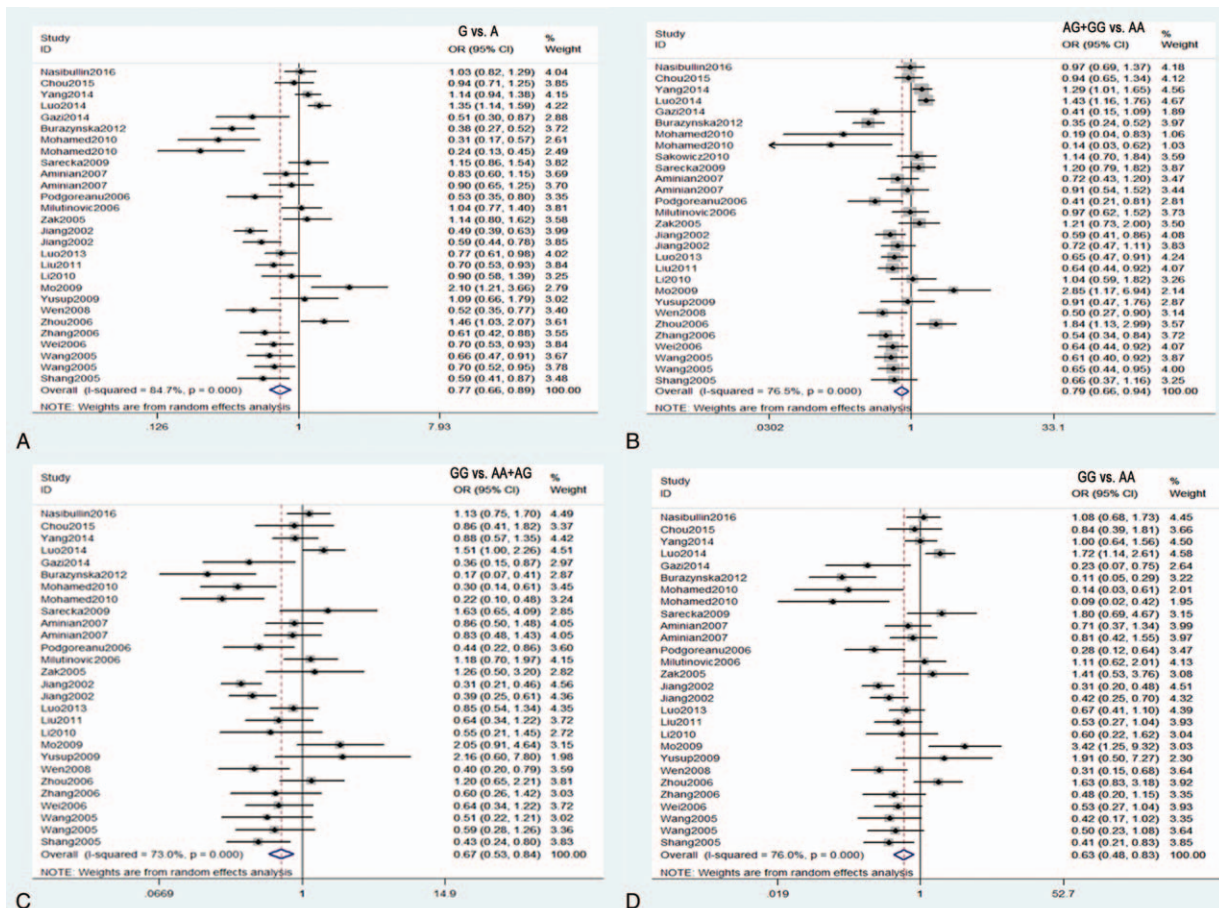 Study G vs. A %
ID OR (95% CI) Weight
Nasibullin2016 1.03 (0.82, 1.29) 4.04
Chou2015 0.94 (0.71, 1.25) 3.85
Yang2014 1.14 (0.94, 1.38) 4.15
Luo2014 1.35 (1.14, 1.59) 4.22
Gazi2014 0.51 (0.30, 0.87) 2.88
Burazynska2012 0.38 (0.27, 0.52) 3.72
Mohamed2010 0.31 (0.17, 0.57) 2.61
Mohamed2010 0.24 (0.13, 0.45) 2.49
Sarecka2009 1.15 (0.86, 1.54) 3.82
Aminian2007 0.83 (0.60, 1.15) 3.69
Aminian2007 0.90 (0.65, 1.25) 3.70
Podgoreanu2006 0.53 (0.35, 0.80) 3.35
Milutinovic2006 1.04 (0.77, 1.40) 3.81
Zak2005 1.14 (0.80, 1.62) 3.58
Jiang2002 0.49 (0.39, 0.63) 3.99
Jiang2002 0.59 (0.44, 0.78) 3.85
Luo2013 0.77 (0.61, 0.98) 4.02
Liu2011 0.70 (0.53, 0.93) 3.84
Li2010 0.90 (0.58, 1.39) 3.25
Mo2009 2.10 (1.21, 3.66) 2.79
Yusup2009 1.09 (0.66, 1.79) 3.02
Wen2008 0.52 (0.35, 0.77) 3.40
Zhou2006 1.46 (1.03, 2.07) 3.61
Zhang2006 0.61 (0.42, 0.88) 3.55
Wei2006 0.70 (0.53, 0.93) 3.84
Wang2005 0.66 (0.47, 0.91) 3.67
Wang2005 0.70 (0.52, 0.95) 3.78
Shang2005 0.59 (0.41, 0.87) 3.48
Overall (I-squared = 84.7%, p = 0.000) 0.77 (0.66, 0.89) 100.00
NOTE: Weights are from random effects analysis
A .126 1 7.93
Study AG+GG vs. AA %
ID OR (95% CI) Weight
Nasibullin2016 0.97 (0.69, 1.37) 4.18
Chou2015 0.94 (0.65, 1.34) 4.12
Yang2014 1.29 (1.01, 1.65) 4.56
Luo2014 1.43 (1.16, 1.76) 4.67
Gazi2014 0.41 (0.15, 1.09) 1.89
Burazynska2012 0.35 (0.24, 0.52) 3.97
Mohamed2010 0.19 (0.04, 0.83) 1.06
Mohamed2010 0.14 (0.03, 0.62) 1.03
Sakowicz2010 1.14 (0.70, 1.84) 3.59
Sarecka2009 1.20 (0.79, 1.82) 3.87
Aminian2007 0.72 (0.43, 1.20) 3.47
Aminian2007 0.91 (0.54, 1.52) 3.44
Podgoreanu2006 0.41 (0.21, 0.81) 2.81
Milutinovic2006 0.97 (0.62, 1.52) 3.73
Zak2005 1.21 (0.73, 2.00) 3.50
Jiang2002 0.59 (0.41, 0.86) 4.08
Jiang2002 0.72 (0.47, 1.11) 3.83
Luo2013 0.65 (0.47, 0.91) 4.24
Liu2011 0.64 (0.44, 0.92) 4.07
Li2010 1.04 (0.59, 1.82) 3.26
Mo2009 2.85 (1.17, 6.94) 2.14
Yusup2009 0.91 (0.47, 1.76) 2.87
Wen2008 0.50 (0.27, 0.90) 3.14
Zhou2006 1.84 (1.13, 2.99) 3.57
Zhang2006 0.54 (0.34, 0.84) 3.72
Wei2006 0.64 (0.44, 0.92) 4.07
Wang2005 0.61 (0.40, 0.92) 3.87
Wang2005 0.65 (0.44, 0.95) 4.00
Shang2005 0.66 (0.37, 1.16) 3.25
Overall (I-squared = 76.5%, p = 0.000) 0.79 (0.66, 0.94) 100.00
NOTE: Weights are from random effects analysis
B .0302 1 33.1
Study GG vs. AA+AG %
ID OR (95% CI) Weight
Nasibullin2016 1.13 (0.75, 1.70) 4.49
Chou2015 0.86 (0.41, 1.82) 3.37
Yang2014 0.88 (0.57, 1.35) 4.42
Luo2014 1.51 (1.00, 2.26) 4.51
Gazi2014 0.36 (0.15, 0.87) 2.97
Burazynska2012 0.17 (0.07, 0.41) 2.87
Mohamed2010 0.30 (0.14, 0.61) 3.45
Mohamed2010 0.22 (0.10, 0.48) 3.24
Sarecka2009 1.63 (0.65, 4.09) 2.85
Aminian2007 0.86 (0.50, 1.48) 4.05
Aminian2007 0.83 (0.48, 1.43) 4.05
Podgoreanu2006 0.44 (0.22, 0.86) 3.60
Milutinovic2006 1.18 (0.70, 1.97) 4.15
Zak2005 1.26 (0.50, 3.20) 2.82
Jiang2002 0.31 (0.21, 0.46) 4.56
Jiang2002 0.39 (0.25, 0.61) 4.36
Luo2013 0.85 (0.54, 1.34) 4.35
Liu2011 0.64 (0.34, 1.22) 3.72
Li2010 0.55 (0.21, 1.45) 2.72
Mo2009 2.05 (0.91, 4.64) 3.15
Yusup2009 2.16 (0.60, 7.80) 1.98
Wen2008 0.40 (0.20, 0.79) 3.59
Zhou2006 1.20 (0.65, 2.21) 3.81
Zhang2006 0.60 (0.26, 1.42) 3.03
Wei2006 0.64 (0.34, 1.22) 3.72
Wang2005 0.51 (0.22, 1.21) 3.02
Wang2005 0.59 (0.28, 1.26) 3.36
Shang2005 0.43 (0.24, 0.80) 3.83
Overall (I-squared = 73.0%, p = 0.000) 0.67 (0.53, 0.84) 100.00
NOTE: Weights are from random effects analysis
C .0669 1 14.9
Study GG vs. AA %
ID OR (95% CI) Weight
Nasibullin2016 1.08 (0.68, 1.73) 4.45
Chou2015 0.84 (0.39, 1.81) 3.66
Yang2014 1.00 (0.64, 1.56) 4.50
Luo2014 1.72 (1.14, 2.61) 4.58
Gazi2014 0.23 (0.07, 0.75) 2.64
Burazynska2012 0.11 (0.05, 0.29) 3.22
Mohamed2010 0.14 (0.03, 0.61) 2.01
Mohamed2010 0.09 (0.02, 0.42) 1.95
Sarecka2009 1.80 (0.69, 4.67) 3.15
Aminian2007 0.71 (0.37, 1.34) 3.99
Aminian2007 0.81 (0.42, 1.55) 3.97
Podgoreanu2006 0.28 (0.12, 0.64) 3.47
Milutinovic2006 1.11 (0.62, 2.01) 4.13
Zak2005 1.41 (0.53, 3.76) 3.08
Jiang2002 0.31 (0.20, 0.48) 4.51
Jiang2002 0.42 (0.25, 0.70) 4.32
Luo2013 0.67 (0.41, 1.10) 4.39
Liu2011 0.53 (0.27, 1.04) 3.93
Li2010 0.60 (0.22, 1.62) 3.04
Mo2009 3.42 (1.25, 9.32) 3.03
Yusup2009 1.91 (0.50, 7.27) 2.30
Wen2008 0.31 (0.15, 0.68) 3.64
Zhou2006 1.63 (0.83, 3.18) 3.92
Zhang2006 0.48 (0.20, 1.15) 3.35
Wei2006 0.53 (0.27, 1.04) 3.93
Wang2005 0.42 (0.17, 1.02) 3.35
Wang2005 0.50 (0.23, 1.08) 3.64
Shang2005 0.41 (0.21, 0.83) 3.85
Overall (I-squared = 76.0%, p = 0.000) 0.63 (0.48, 0.83) 100.00
NOTE: Weights are from random effects analysis
D .019 1 52.7